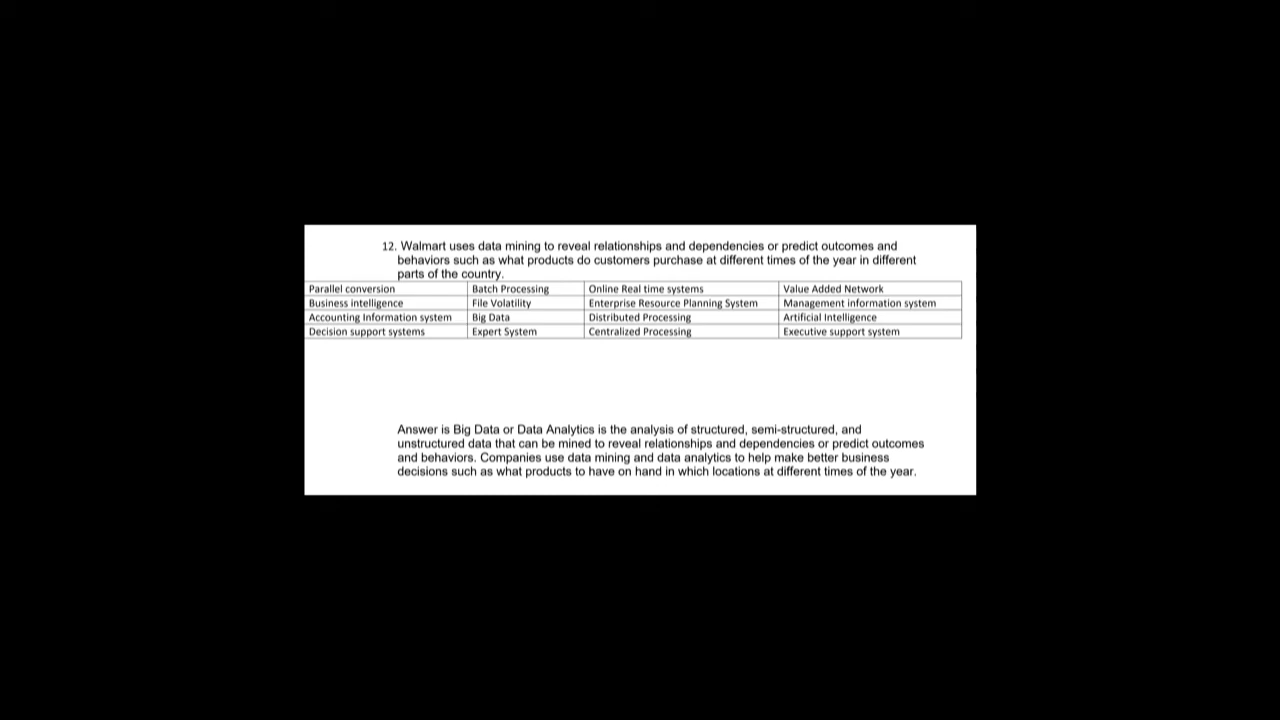 12. Walmart uses data mining to reveal relationships and dependencies or predict outcomes and
behaviors such as what products do customers purchase at different times of the year in different
parts of the country.
Parallel conversion Batch Processing Online Real time systems Value Added Network
Business intelligence File Volatility Enterprise Resource Planning System Management information system
Accounting Information system Big Data Distributed Processing Artificial Intelligence
Decision support systems Expert System Centralized Processing Executive support system
Answer is Big Data or Data Analytics is the analysis of structured, semi-structured, and
unstructured data that can be mined to reveal relationships and dependencies or predict outcomes
and behaviors. Companies use data mining and data analytics to help make better business
decisions such as what products to have on hand in which locations at different times of the year.